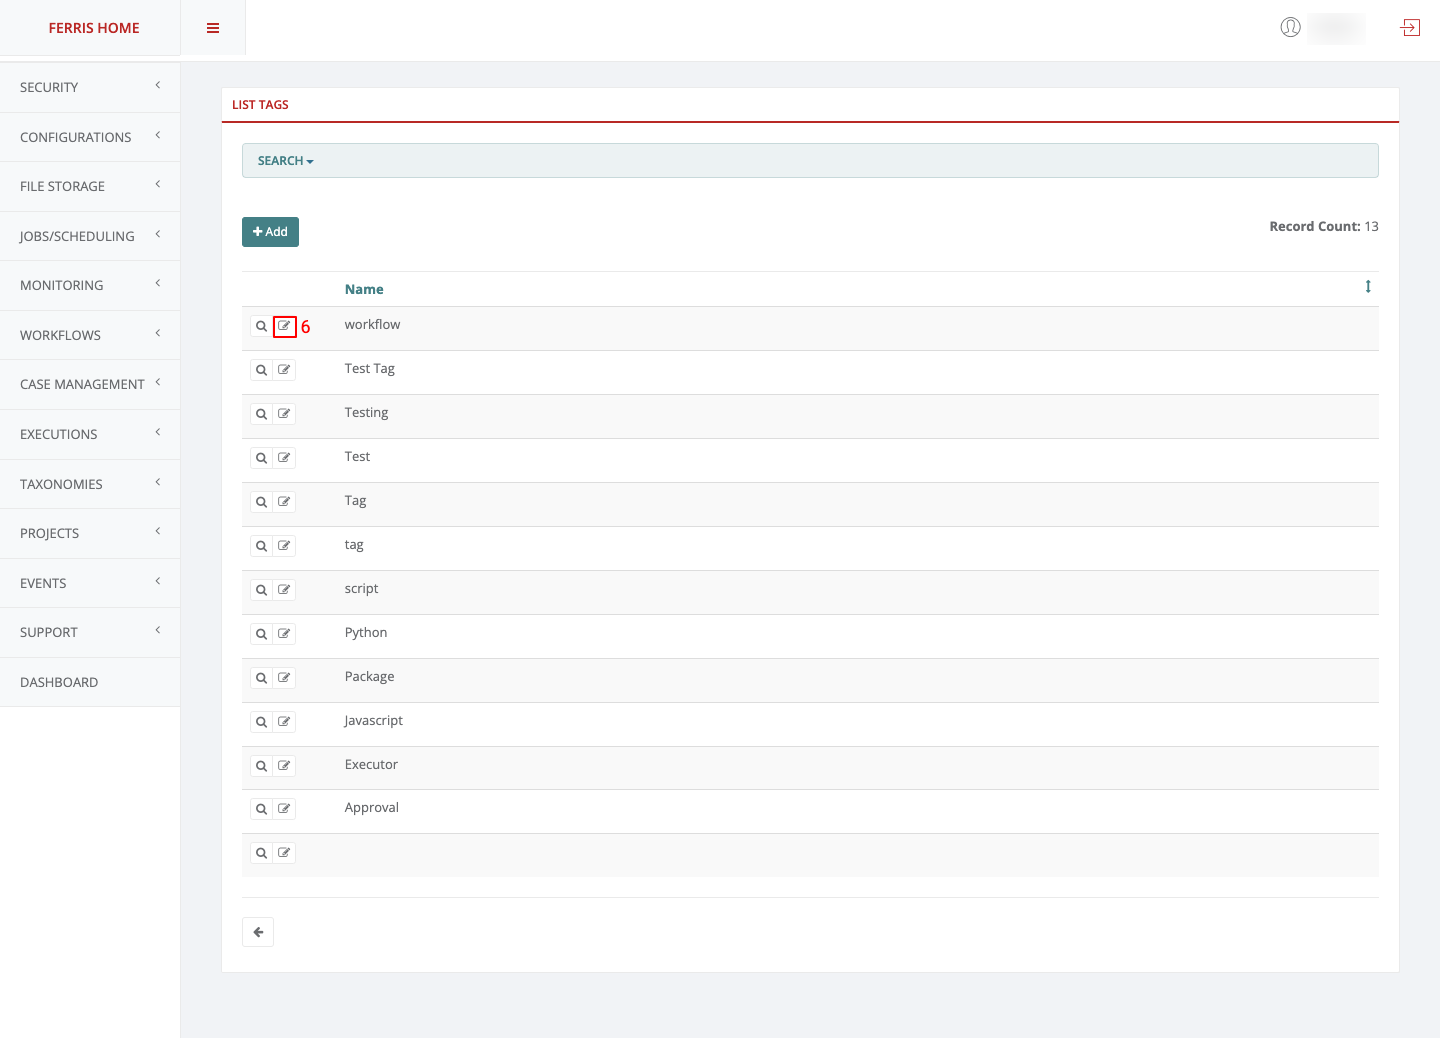 FERRIS HOME
SECURITY
CONFIGURATIONS
FILE STORAGE
JOBS/SCHEDULING
MONITORING
WORKFLOWS
CASE MANAGEMENT
EXECUTIONS
TAXONOMIES
PROJECTS
EVENTS
SUPPORT
DASHBOARD
LIST TAGS
SEARCH
Add
Record Count: 13
Name
6 workflow
Test Tag
Testing
Test
Tag
tag
script
Python
Package
Javascript
Executor
Approval